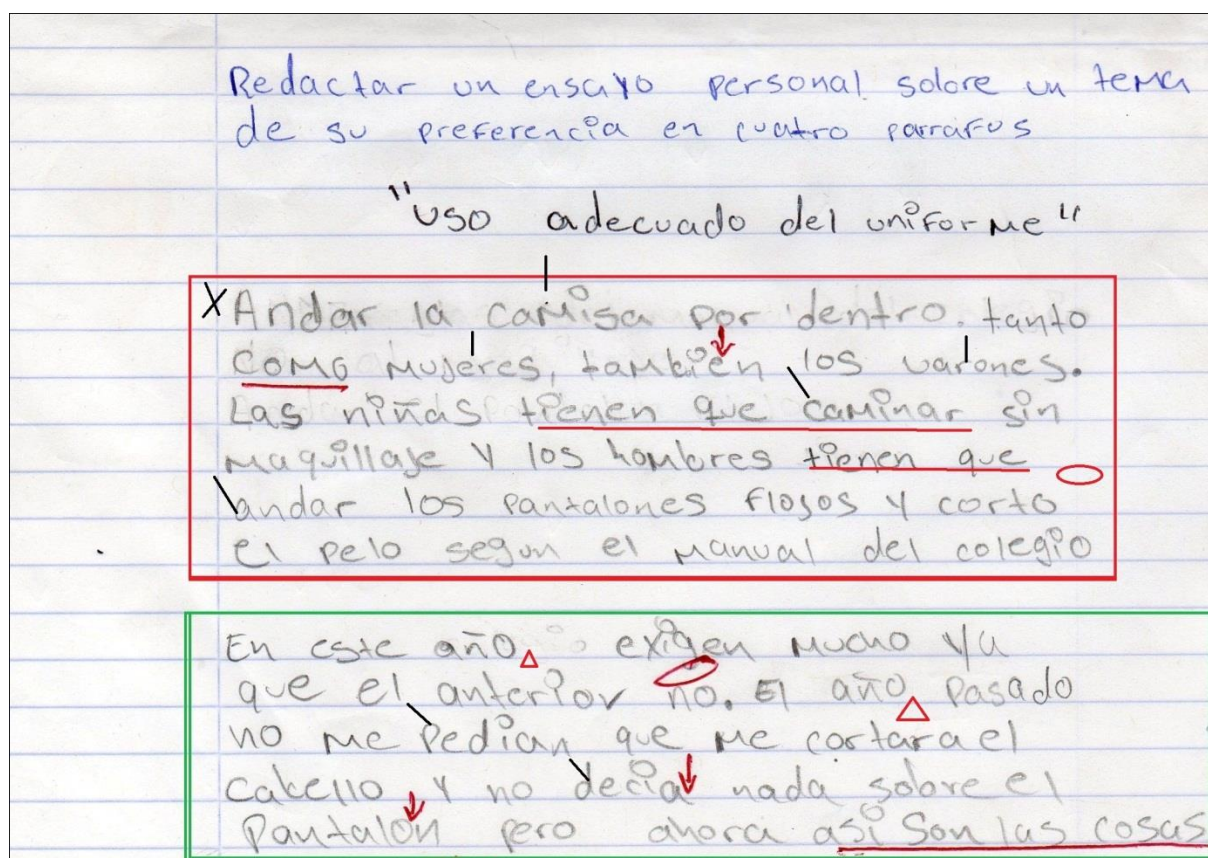 Redactar un ensayo personal sobre un tema
de su preferencia en cuatro parrafos
"uso adecuado del uniforme"
X Andar la camisa por dentro. tanto
como mujeres, también los varones.
Las niñas tienen que caminar sin
maquillaje y los hombres tienen que
andar los pantalones flojos y corto
el pelo segun el manual del colegio
En este año exigen mucho ya
que el anterior no. El año pasado
no me pedian que me cortara el
cabello y no decia nada sobre el
Pantalon pero ahora asi son las cosas